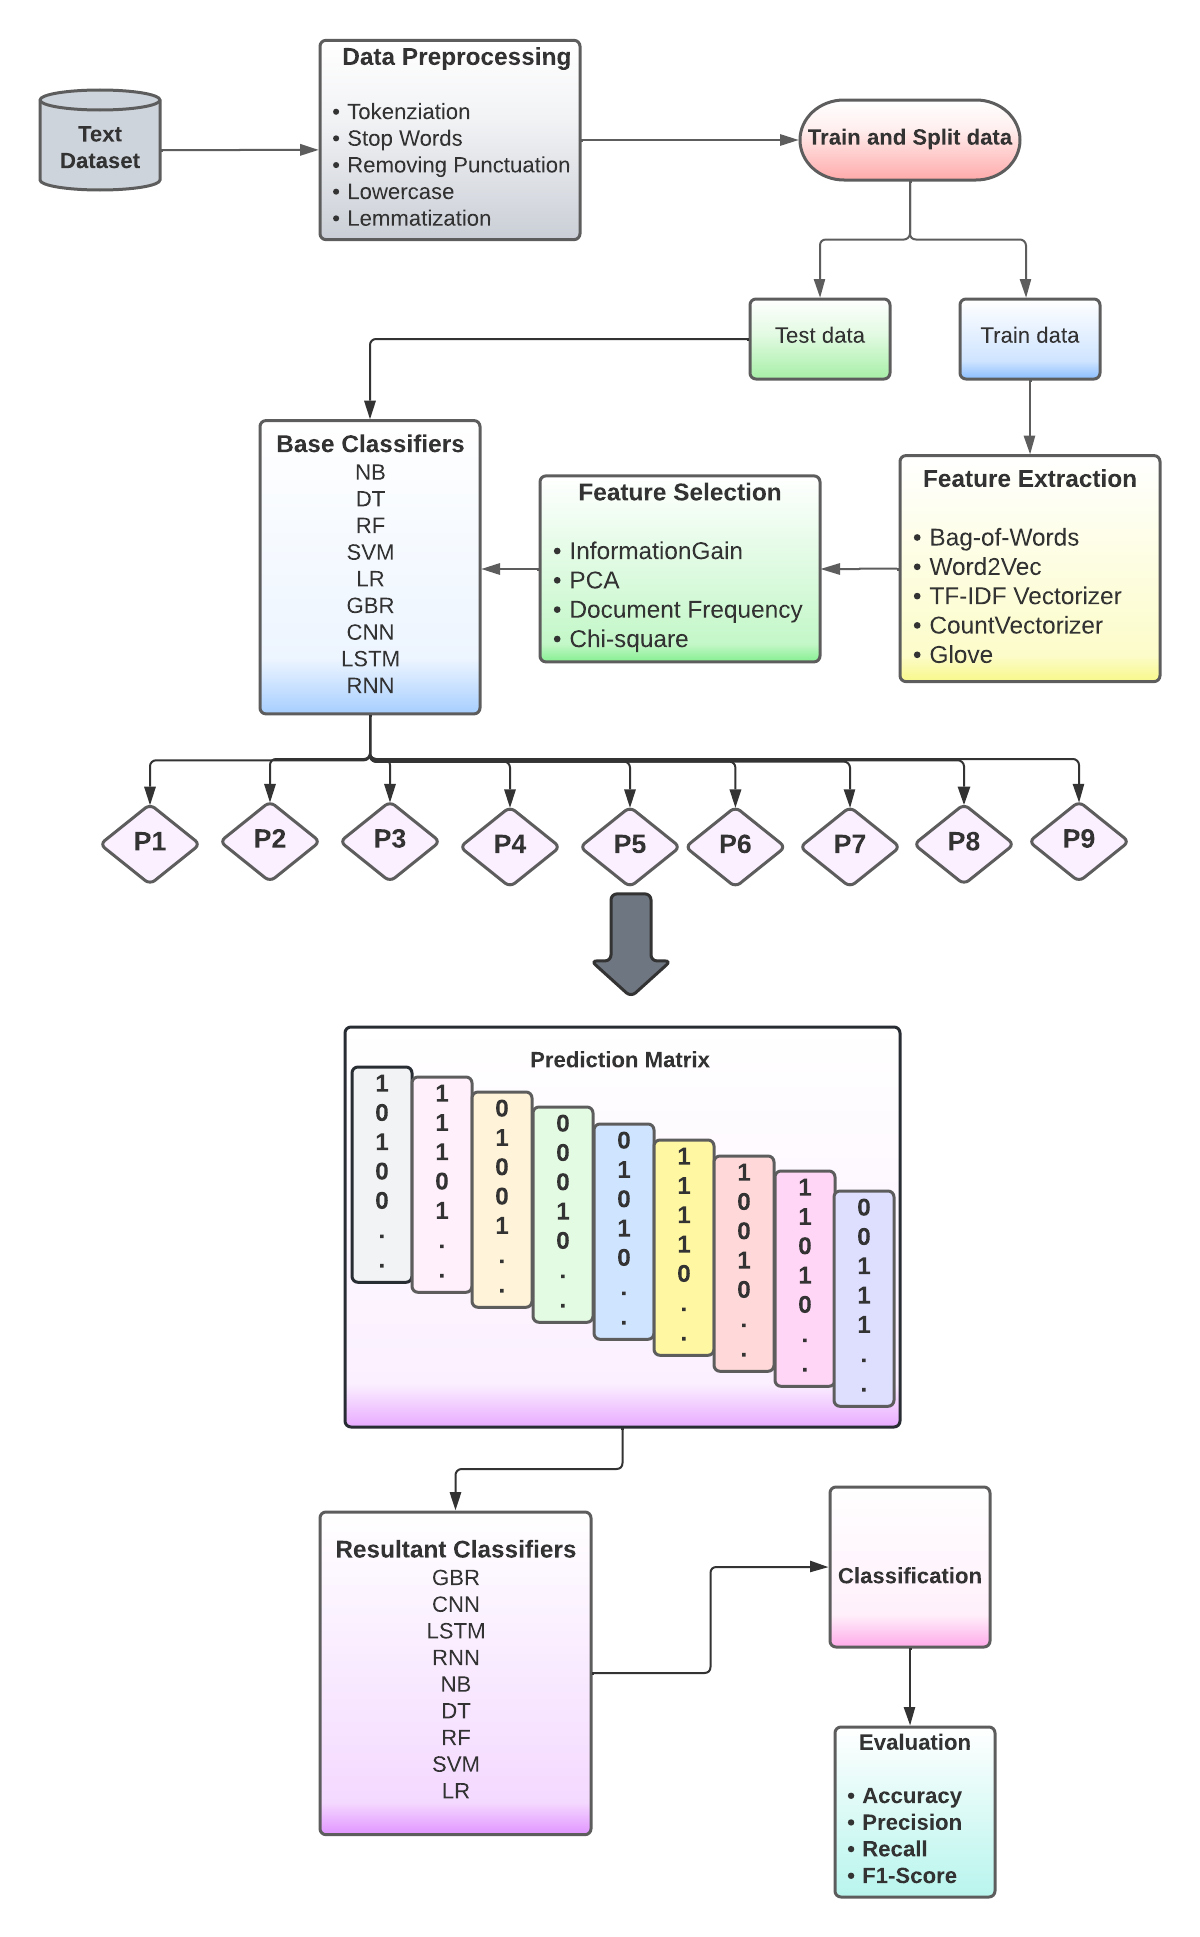 Text
Dataset
Data Preprocessing
• Tokenziation
• Stop Words
• Removing Punctuation
• Lowercase
• Lemmatization
Train and Split data
Test data
Train data
Base Classifiers
NB
DT
RF
SVM
LR
GBR
CNN
LSTM
RNN
Feature Selection
• InformationGain
• PCA
• Document Frequency
• Chi-square
Feature Extraction
• Bag-of-Words
• Word2Vec
• TF-IDF Vectorizer
• CountVectorizer
• Glove
P1
P2
P3
P4
P5
P6
P7
P8
P9
Prediction Matrix
1
0
1
0
0
.
.
1
1
1
0
1
.
.
0
1
0
0
1
.
.
0
0
0
1
0
.
.
0
1
0
1
0
.
.
1
1
1
1
0
.
.
1
0
0
1
0
.
.
1
1
0
1
0
.
.
0
0
1
1
1
.
.
Resultant Classifiers
GBR
CNN
LSTM
RNN
NB
DT
RF
SVM
LR
Classification
Evaluation
• Accuracy
• Precision
• Recall
• F1-Score